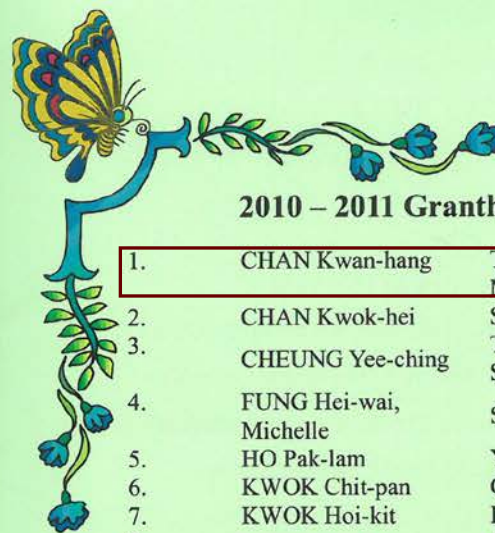 2010 – 2011 Granth
1. CHAN Kwan-hang
2. CHAN Kwok-hei S
3. CHEUNG Yee-ching
4. FUNG Hei-wai,
Michelle
5. HO Pak-lam
6. KWOK Chit-pan
7. KWOK Hoi-kit